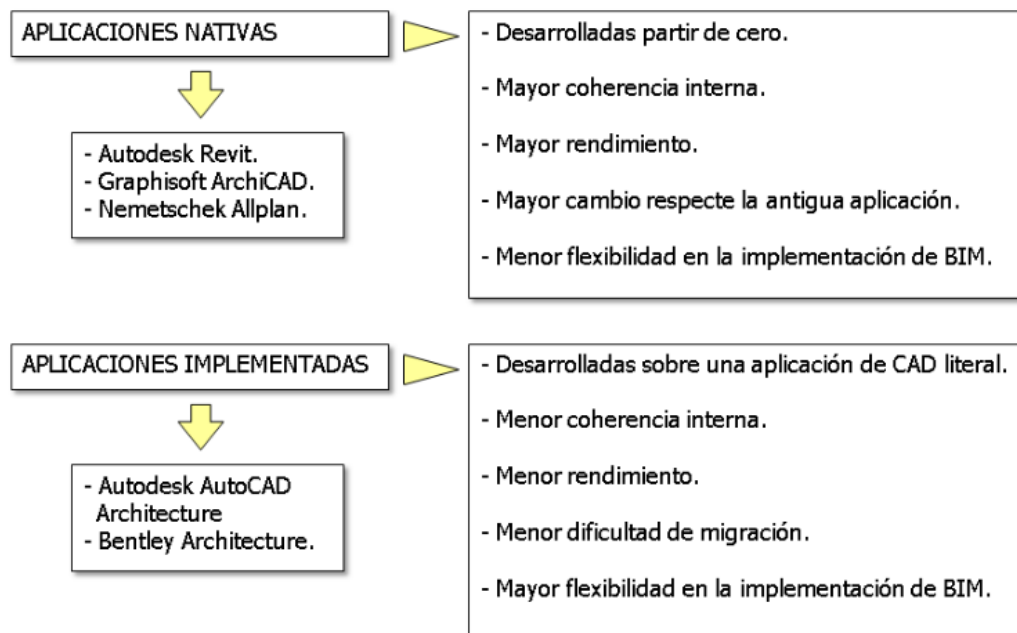 APLICACIONES NATIVAS
- Desarrolladas partir de cero.
- Mayor coherencia interna.
- Mayor rendimiento.
- Mayor cambio respecte la antigua aplicación.
- Menor flexibilidad en la implementación de BIM.
- Autodesk Revit.
- Graphisoft ArchiCAD.
- Nemetschek Allplan.
APLICACIONES IMPLEMENTADAS
- Desarrolladas sobre una aplicación de CAD literal.
- Menor coherencia interna.
- Menor rendimiento.
- Menor dificultad de migración.
- Mayor flexibilidad en la implementación de BIM.
- Autodesk AutoCAD
Architecture
- Bentley Architecture.